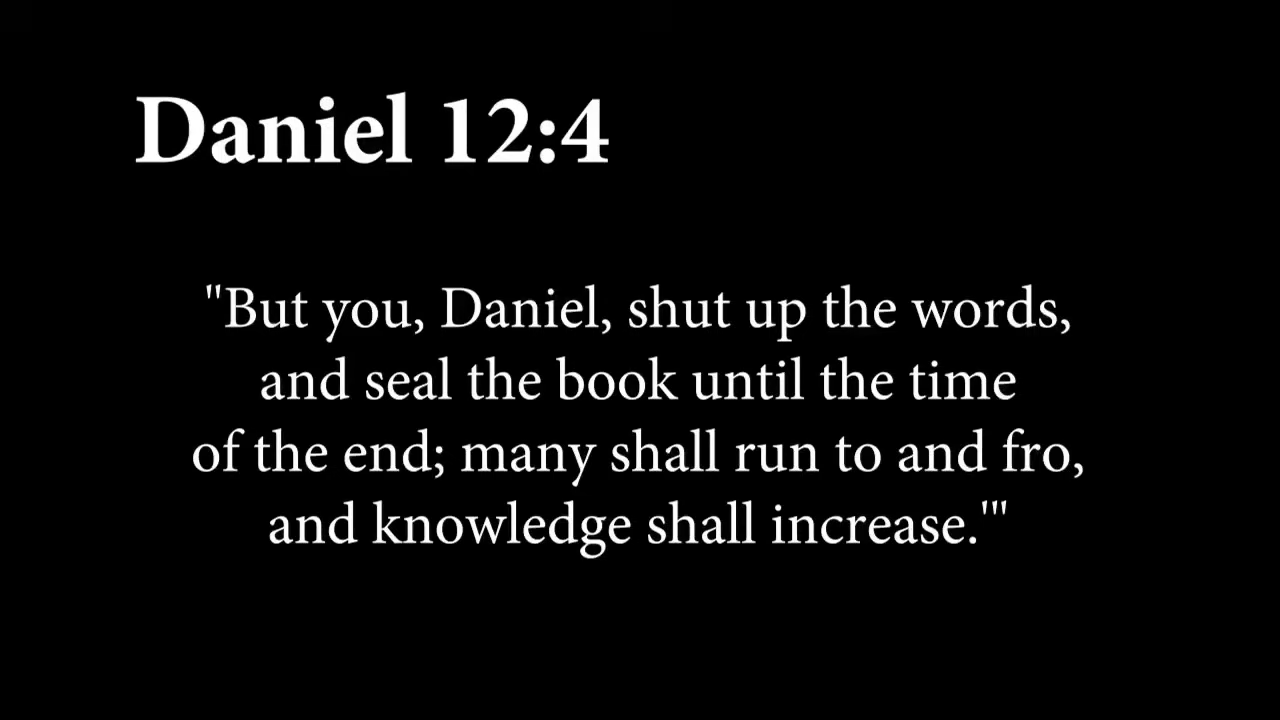 Daniel 12:4
"But you, Daniel, shut up the words,
and seal the book until the time
of the end; many shall run to and fro,
and knowledge shall increase.'"